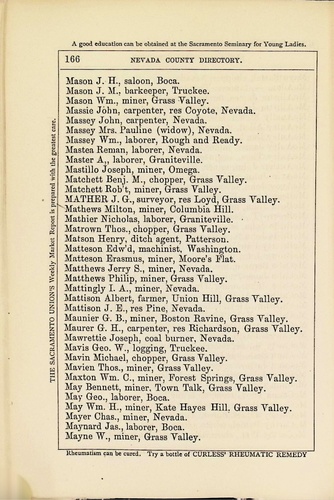 A good education can be obtained at the Sacramento Seminary for Young Ladies.
166 NEVADA COUNTY DIRECTORY.
THE SACRAMENTO UNION'S Weekly Market Report is prepared with the greatest care.
Mason J. H., saloon, Boca.
Mason J. M., barkeeper, Truckee.
Mason Wm., miner, Grass Valley.
Massie John, carpenter, res Coyote, Nevada.
Massey John, carpenter, Nevada.
Massey Mrs. Pauline (widow), Nevada.
Massey Wm., laborer, Rough and Ready.
Mastea Reman, laborer, Nevada.
Master A., laborer, Graniteville.
Mastillo Joseph, miner, Omega.
Matchett Benj. M., chopper, Grass Valley.
Matchett Rob't, miner, Grass Valley.
MATHER J. G., surveyor, res Loyd, Grass Valley.
Mathews Milton, miner, Columbia Hill.
Mathier Nicholas, laborer, Graniteville.
Matrown Thos., chopper, Grass Valley.
Matson Henry, ditch agent, Patterson.
Matteson Edw'd, machinist, Washington.
Matteson Erasmus, miner, Moore's Flat.
Matthews Jerry S., miner, Nevada.
Matthews Philip, miner, Grass Valley.
Mattingly I. A., miner, Nevada.
Mattison Albert, farmer, Union Hill, Grass Valley.
Mattison J. E., res Pine, Nevada.
Maunier G. B., miner, Boston Ravine, Grass Valley.
Maurer G. H., carpenter, res Richardson, Grass Valley.
Mawrettie Joseph, coal burner, Nevada.
Mavis Geo. W., logging, Truckee.
Mavin Michael, chopper, Grass Valley.
Mavien Thos., miner, Grass Valley.
Maxton Wm. C., miner, Forest Springs, Grass Valley.
May Bennett, miner, Town Talk, Grass Valley.
May Geo., laborer, Boca.
May Wm. H., miner, Kate Hayes Hill, Grass Valley.
Mayer Chas., miner, Nevada.
Maynard Jas., laborer, Boca.
Mayne W., miner, Grass Valley.
Rheumatism can be cured. Try a bottle of CURLESS' RHEUMATIC REMEDY